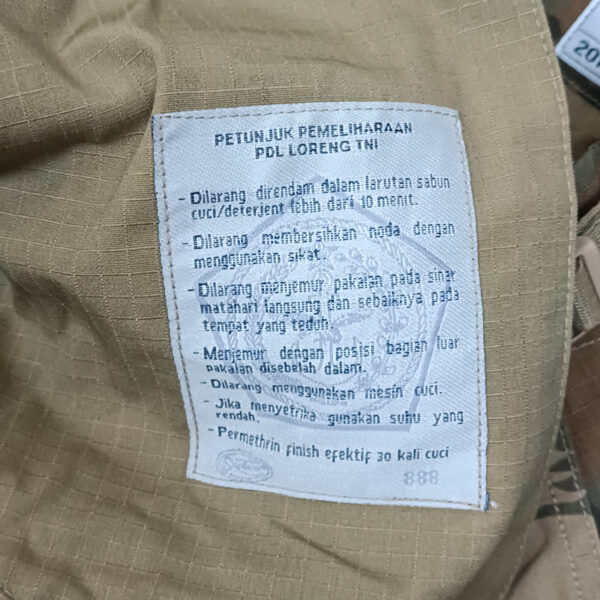 PETUNJUK PEMELIHARAAN
PDL LORENG TNI
- Dilarang direndam dalam larutan sabun
cuci/deterjent lebih dari 10 menit.
- Dilarang membersihkan noda dengan
menggunakan sikat.
- Dilarang menjemur pakaian pada sinar
matahari langsung dan sebaiknya pada
tempat yang teduh.
- Menjemur dengan posisi bagian luar
pakaian disebelah dalam.
- Dilarang menggunakan mesin cuci.
- Jika menyetrika gunakan suhu yang
rendah.
- Permethrin finish efektif 30 kali cuci
888
201